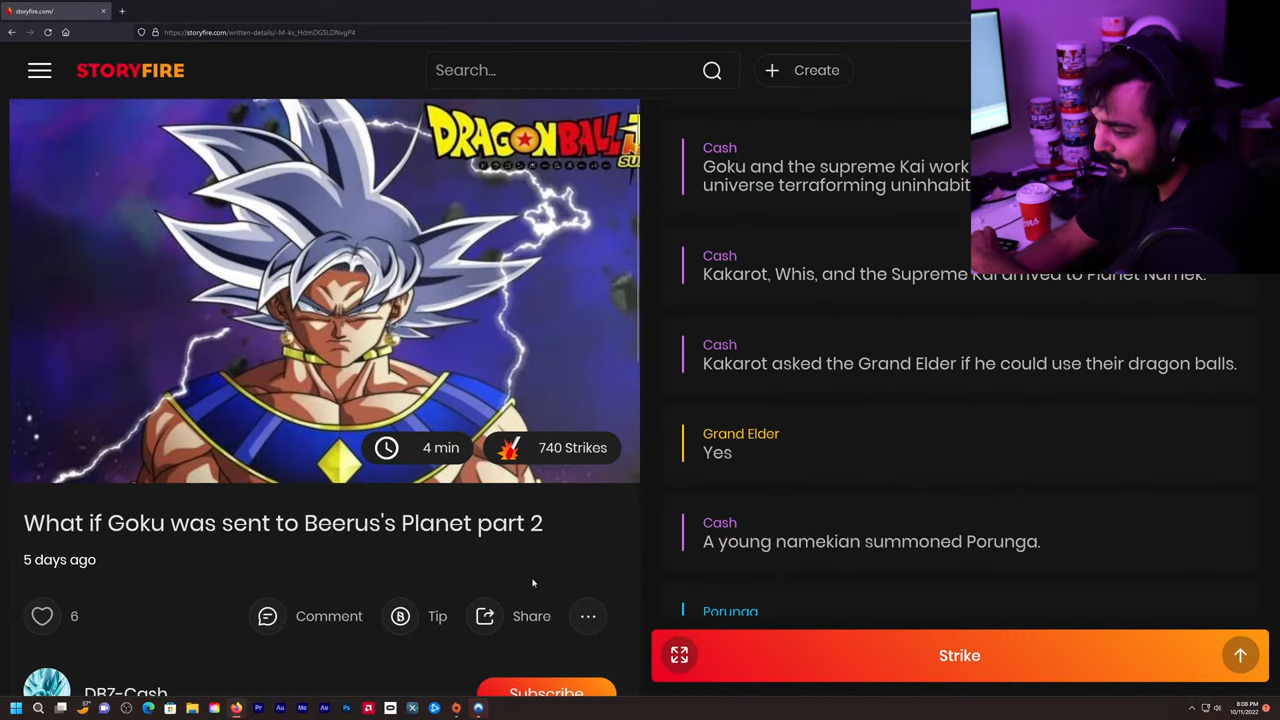 storyfire.com/
https://storyfire.com/written-details/-M-kx_HdmDGSLDNvgP4
STORYFIRE
Search...
Create
DRAGON BALL
4 min
740 Strikes
What if Goku was sent to Beerus's Planet part 2
5 days ago
6
Comment
Tip
Share
DBZ-Cash
Subscribe
Cash
Goku and the supreme Kai work
universe terraforming uninhabit
Cash
Kakarot, Whis, and the Supreme Kai arrived to Planet Namek.
Cash
Kakarot asked the Grand Elder if he could use their dragon balls.
Grand Elder
Yes
Cash
A young namekian summoned Porunga.
Porunga
Strike
57°
8:08 PM
10/11/2022